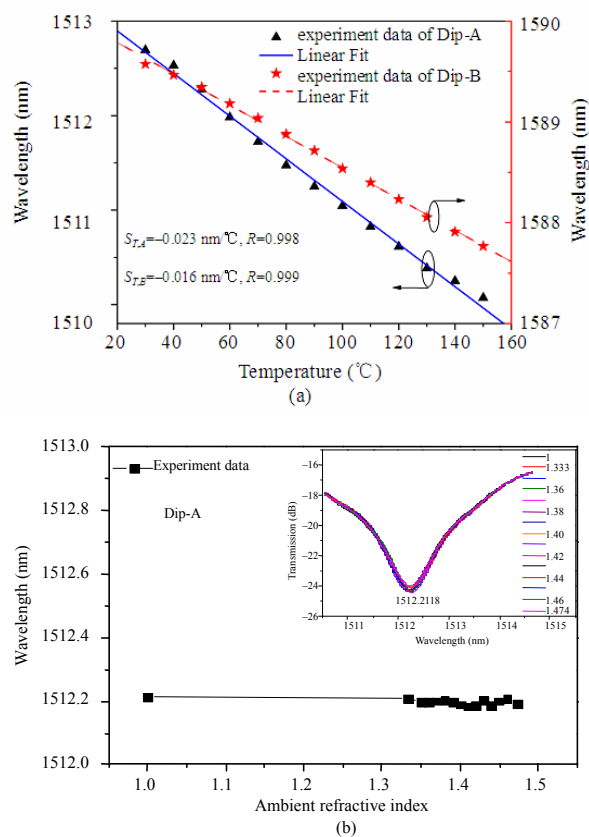 1513
1512
1511
1510
Wavelength (nm)
1590
1589
1588
1587
Wavelength (nm)
experiment data of Dip-A
Linear Fit
experiment data of Dip-B
Linear Fit
S_T,A=−0.023 nm/℃, R=0.998
S_T,B=−0.016 nm/℃, R=0.999
20 40 60 80 100 120 140 160
Temperature (℃)
(a)
1513.0
1512.8
1512.6
1512.4
1512.2
1512.0
Wavelength (nm)
Experiment data
Dip-A
−16
−18
−20
−22
−24
−26
Transmission (dB)
1
1.333
1.36
1.38
1.40
1.42
1.44
1.46
1.474
1512.2118
1511 1512 1513 1514 1515
Wavelength (nm)
1.0 1.1 1.2 1.3 1.4 1.5
Ambient refractive index
(b)